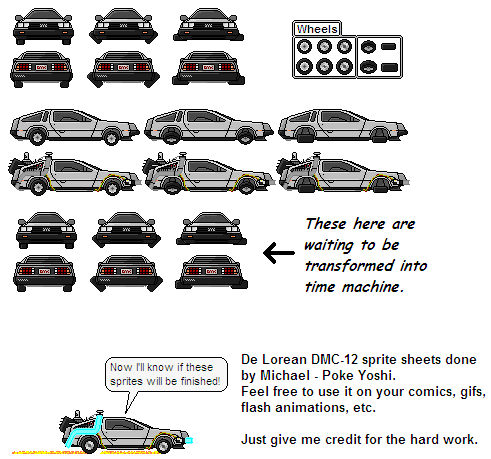 Wheels
These here are
waiting to be
transformed into
time machine.
Now I'll know if these
sprites will be finished!
De Lorean DMC-12 sprite sheets done
by Michael - Poke Yoshi.
Feel free to use it on your comics, gifs,
flash animations, etc.
Just give me credit for the hard work.